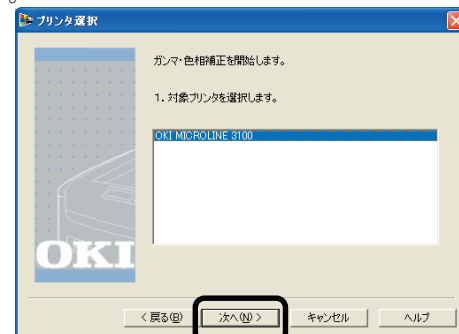 プリンタ選択
ガンマ・色相補正を開始します。
1. 対象プリンタを選択します。
OKI MICROLINE 3100
OKI
< 戻る(B)
次へ(N) >
キャンセル
ヘルプ